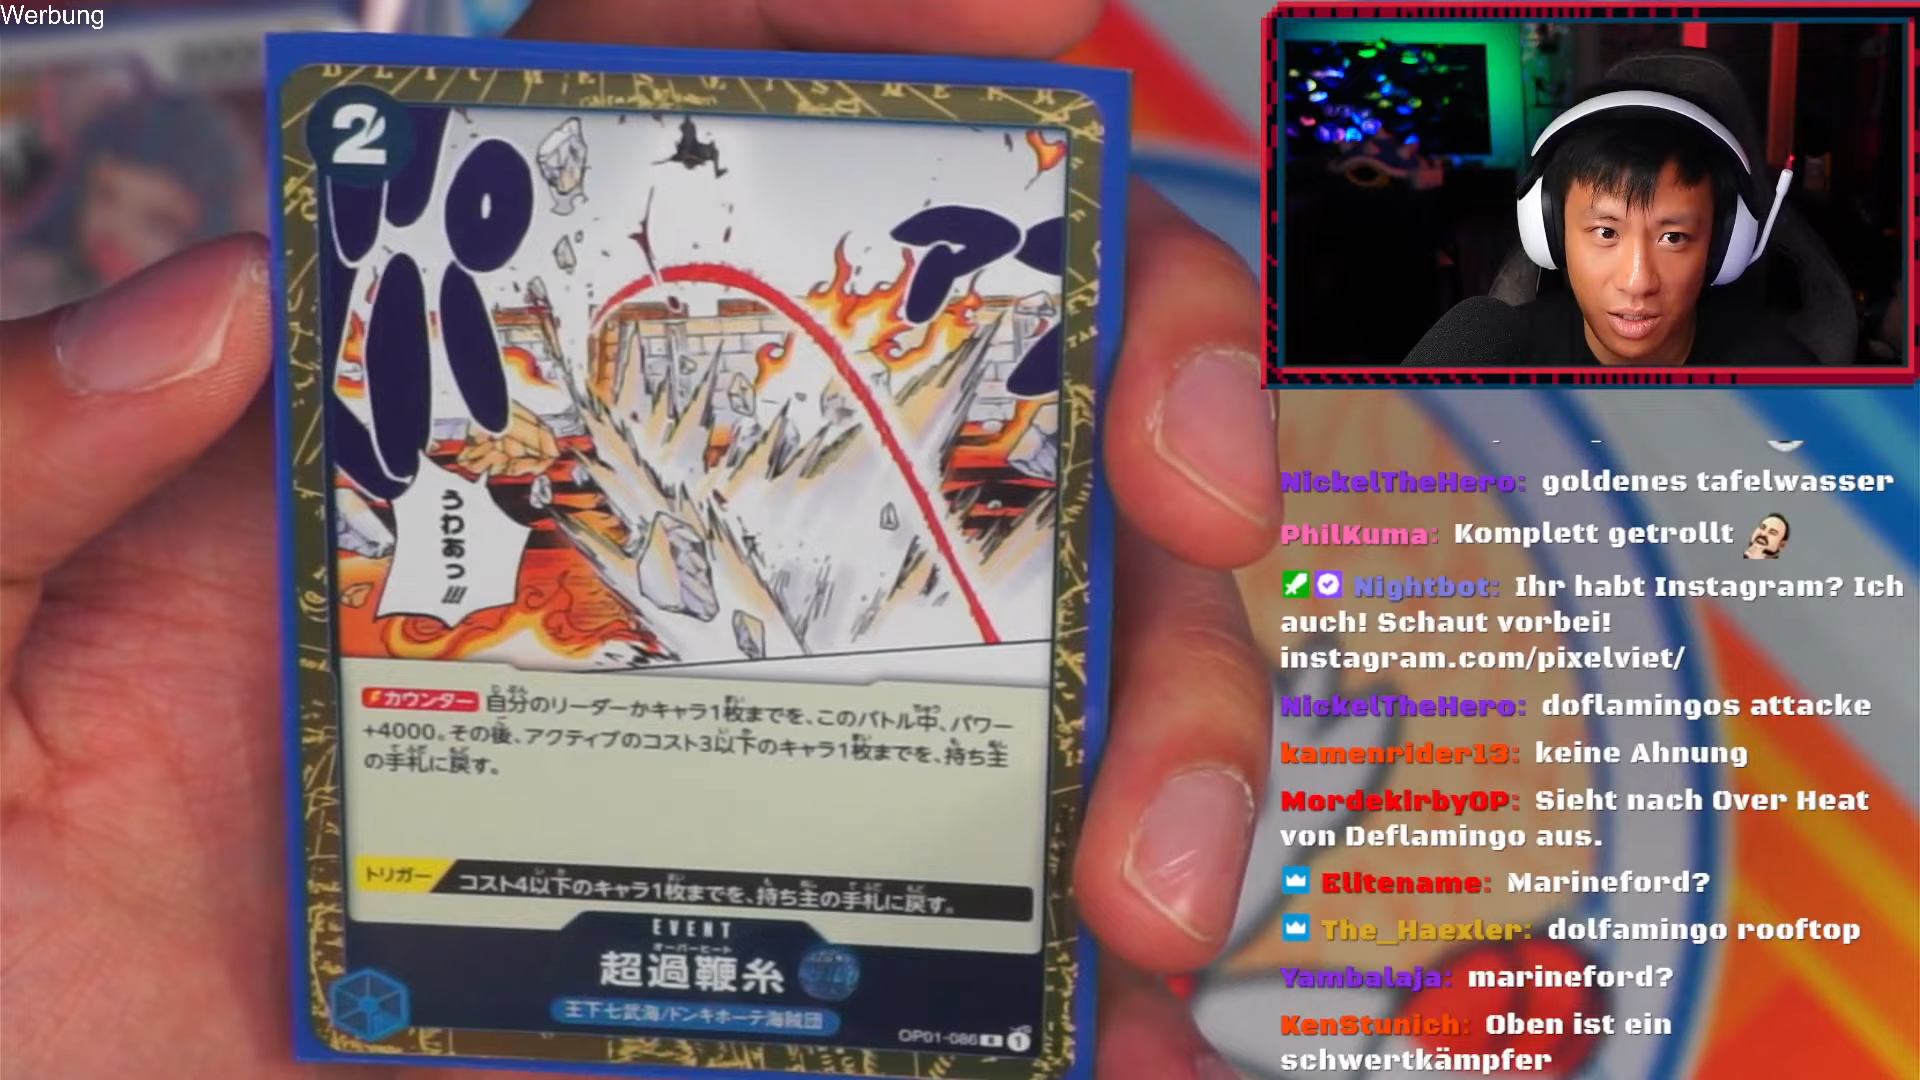 Werbung
2
うわあっ!!!
カウンター 自分のリーダーかキャラ1枚までを、このバトル中、パワー
+4000。その後、アクティブのコスト3以下のキャラ1枚までを、持ち主
の手札に戻す。
トリガー コスト4以下のキャラ1枚までを、持ち主の手札に戻す。
EVENT
オーバーヒート
超過鞭糸
王下七武海/ドンキホーテ海賊団
OP01-086 R 1
NickelTheHero: goldenes tafelwasser
PhilKuma: Komplett getrollt
Nightbot: Ihr habt Instagram? Ich
auch! Schaut vorbei!
instagram.com/pixelviet/
NickelTheHero: doflamingos attacke
kamenrider13: keine Ahnung
MordekirbyOP: Sieht nach Over Heat
von Deflamingo aus.
Elitename: Marineford?
The_Haexler: dolfamingo rooftop
Yambalaja: marineford?
KenStunich: Oben ist ein
schwertkämpfer